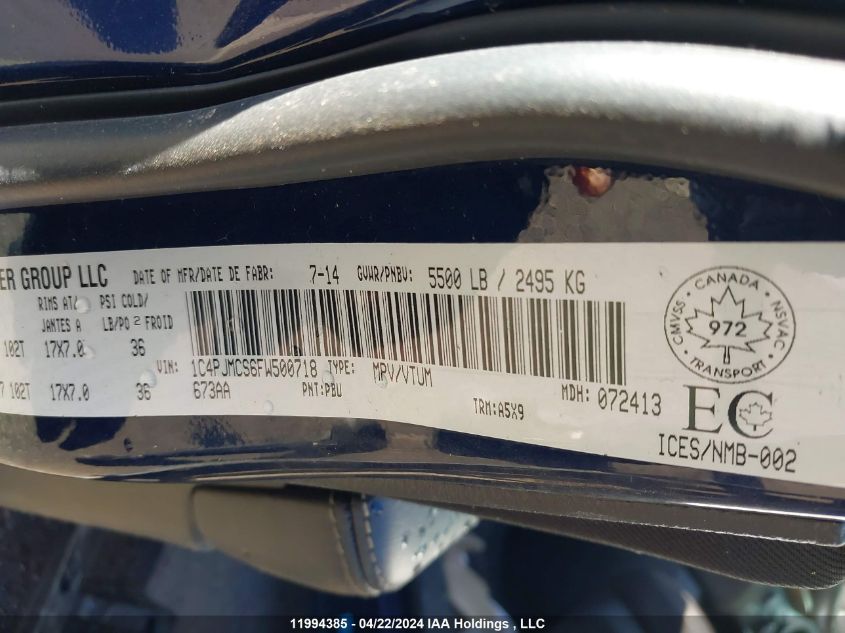 ER GROUP LLC DATE OF MFR/DATE DE FABR: 7-14 GVWR/PNBV: 5500 LB / 2495 KG
RIMS AT/ PSI COLD/
JANTES A LB/PO 2 FROID
102T 17X7.0 36
VIN: 1C4PJMCS6FW500718 TYPE: MPV/VTUM
102T 17X7.0 36 673AA PNT:PBU TRM:A5X9 MDH: 072413
CMVSS CANADA NSVAC
972
TRANSPORT
EC
ICES/NMB-002
11994385 - 04/22/2024 IAA Holdings , LLC